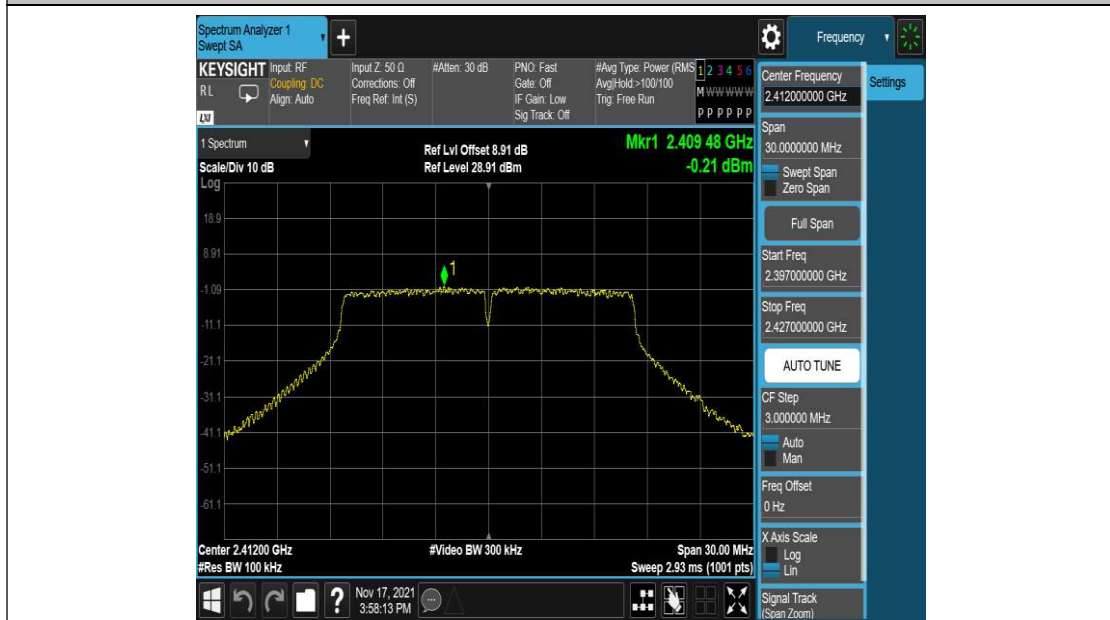 Spectrum Analyzer 1
Swept SA
+
Frequency
KEYSIGHT
RL
LXI
Input: RF
Coupling: DC
Align: Auto
Input Z: 50 Ω
Corrections: Off
Freq Ref: Int (S)
#Atten: 30 dB
PNO: Fast
Gate: Off
IF Gain: Low
Sig Track: Off
#Avg Type: Power (RMS
Avg|Hold:>100/100
Trig: Free Run
1 2 3 4 5 6
M W W W W W
P P P P P P
1 Spectrum
Scale/Div 10 dB
Log
Ref Lvl Offset 8.91 dB
Ref Level 28.91 dBm
Mkr1 2.409 48 GHz
-0.21 dBm
18.9
8.91
-1.09
-11.1
-21.1
-31.1
-41.1
-51.1
-61.1
1
Center 2.41200 GHz
#Res BW 100 kHz
#Video BW 300 kHz
Span 30.00 MHz
Sweep 2.93 ms (1001 pts)
Center Frequency
2.412000000 GHz
Settings
Span
30.0000000 MHz
Swept Span
Zero Span
Full Span
Start Freq
2.397000000 GHz
Stop Freq
2.427000000 GHz
AUTO TUNE
CF Step
3.000000 MHz
Auto
Man
Freq Offset
0 Hz
X Axis Scale
Log
Lin
Signal Track
(Span Zoom)
?
Nov 17, 2021
3:58:13 PM